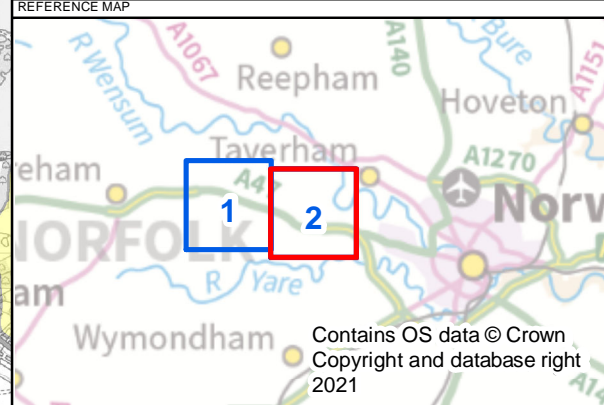 REFERENCE MAP
A1067
R Wensum
Reepham
A140
Bure
A1151
Hoveton
Taverham
A1270
reham
A47
1
2
Norw
NORFOLK
R Yare
am
Wymondham
Contains OS data © Crown
Copyright and database right
2021
A14